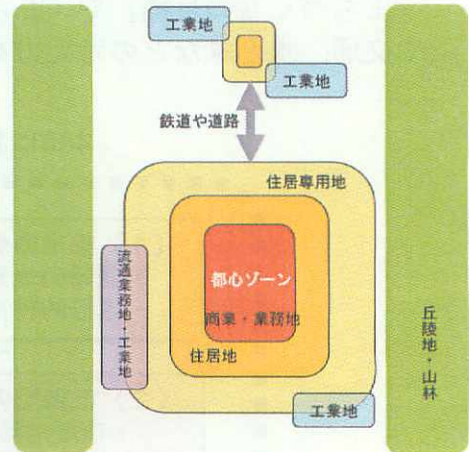 工業地
工業地
鉄道や道路
住居専用地
都心ゾーン
商業・業務地
住居地
流通業務地・工業地
工業地
丘陵地・山林